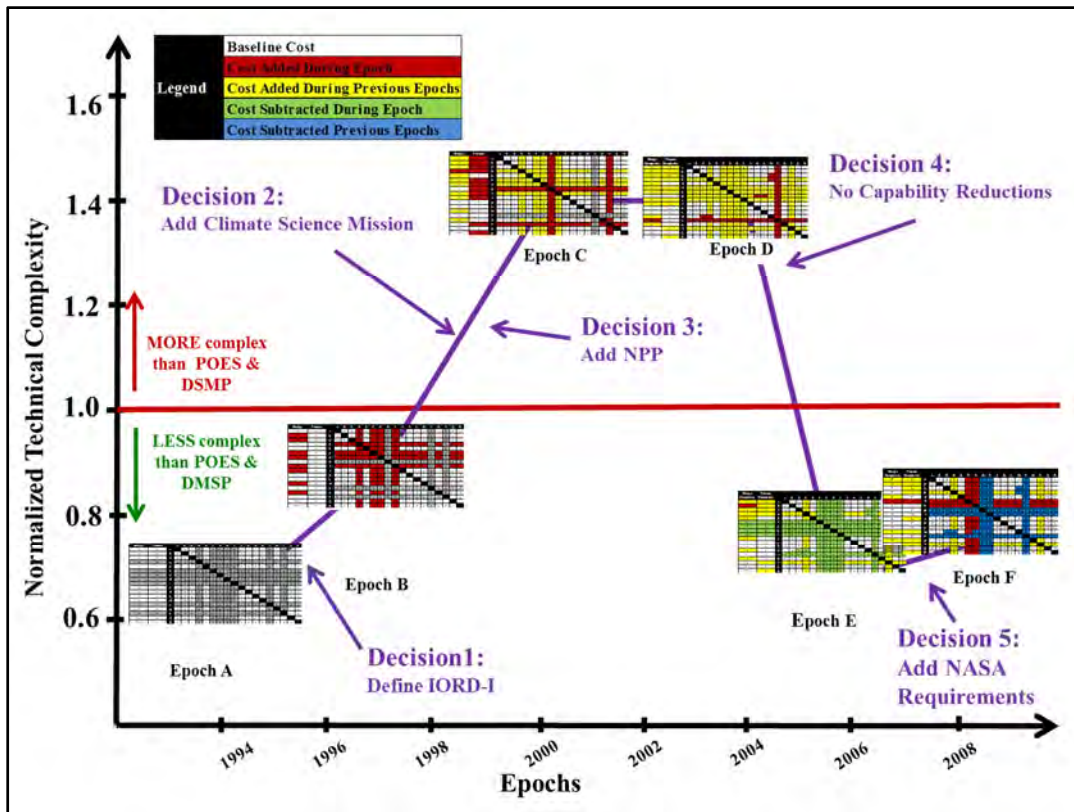 Legend
Baseline Cost
Cost Added During Epoch
Cost Added During Previous Epochs
Cost Subtracted During Epoch
Cost Subtracted Previous Epochs
Normalized Technical Complexity
1.6
1.4
1.2
1.0
0.8
0.6
Decision 2:
Add Climate Science Mission
Decision 4:
No Capability Reductions
Epoch C
Epoch D
Decision 3:
Add NPP
MORE complex
than POES &
DSMP
LESS complex
than POES &
DMSP
Epoch B
Epoch A
Decision1:
Define IORD-I
Epoch E
Epoch F
Decision 5:
Add NASA
Requirements
1994
1996
1998
2000
2002
2004
2006
2008
Epochs